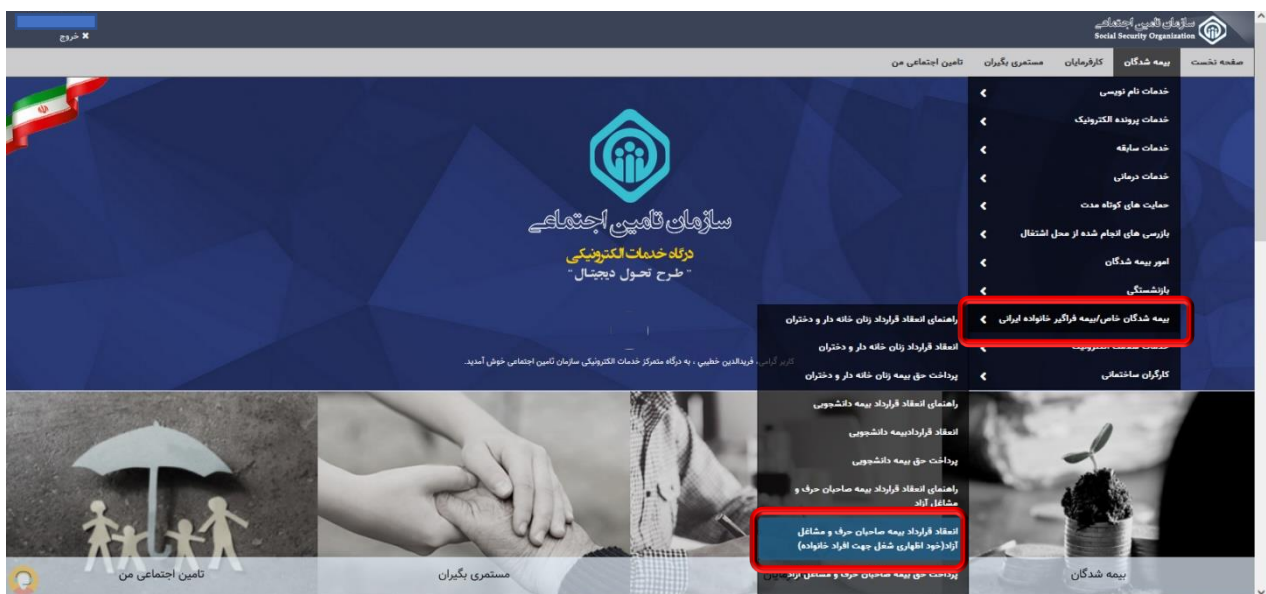 خروج ✖
سازمان تامین اجتماعی
Social Security Organization
صفحه نخست
بیمه شدگان
کارفرمایان
مستمری بگیران
تامین اجتماعی من
خدمات نام نویسی
خدمات پرونده الکترونیک
خدمات سابقه
خدمات درمانی
حمایت های کوتاه مدت
بازرسی های انجام شده از محل اشتغال
امور بیمه شدگان
بازنشستگی
بیمه شدگان خاص/بیمه فراگیر خانواده ایرانی
خدمات سلامت الکترونیک
کارگران ساختمانی
راهنمای انعقاد قرارداد زنان خانه دار و دختران
انعقاد قرارداد زنان خانه دار و دختران
پرداخت حق بیمه زنان خانه دار و دختران
راهنمای انعقاد قرارداد بیمه دانشجویی
انعقاد قراردادبیمه دانشجویی
پرداخت حق بیمه دانشجویی
راهنمای انعقاد قرارداد بیمه صاحبان حرف و
مشاغل آزاد
انعقاد قرارداد بیمه صاحبان حرف و مشاغل
آزاد(خود اظهاری شغل جهت افراد خانواده)
پرداخت حق بیمه صاحبان حرف و مشاغل آزاد
سازمان تامین اجتماعی
درگاه خدمات الکترونیکی
" طرح تحول دیجیتال "
کاربر گرامی، فریدالدین خطیبی ، به درگاه متمرکز خدمات الکترونیکی سازمان تامین اجتماعی خوش آمدید.
بیمه شدگان
مستمری بگیران
تامین اجتماعی من